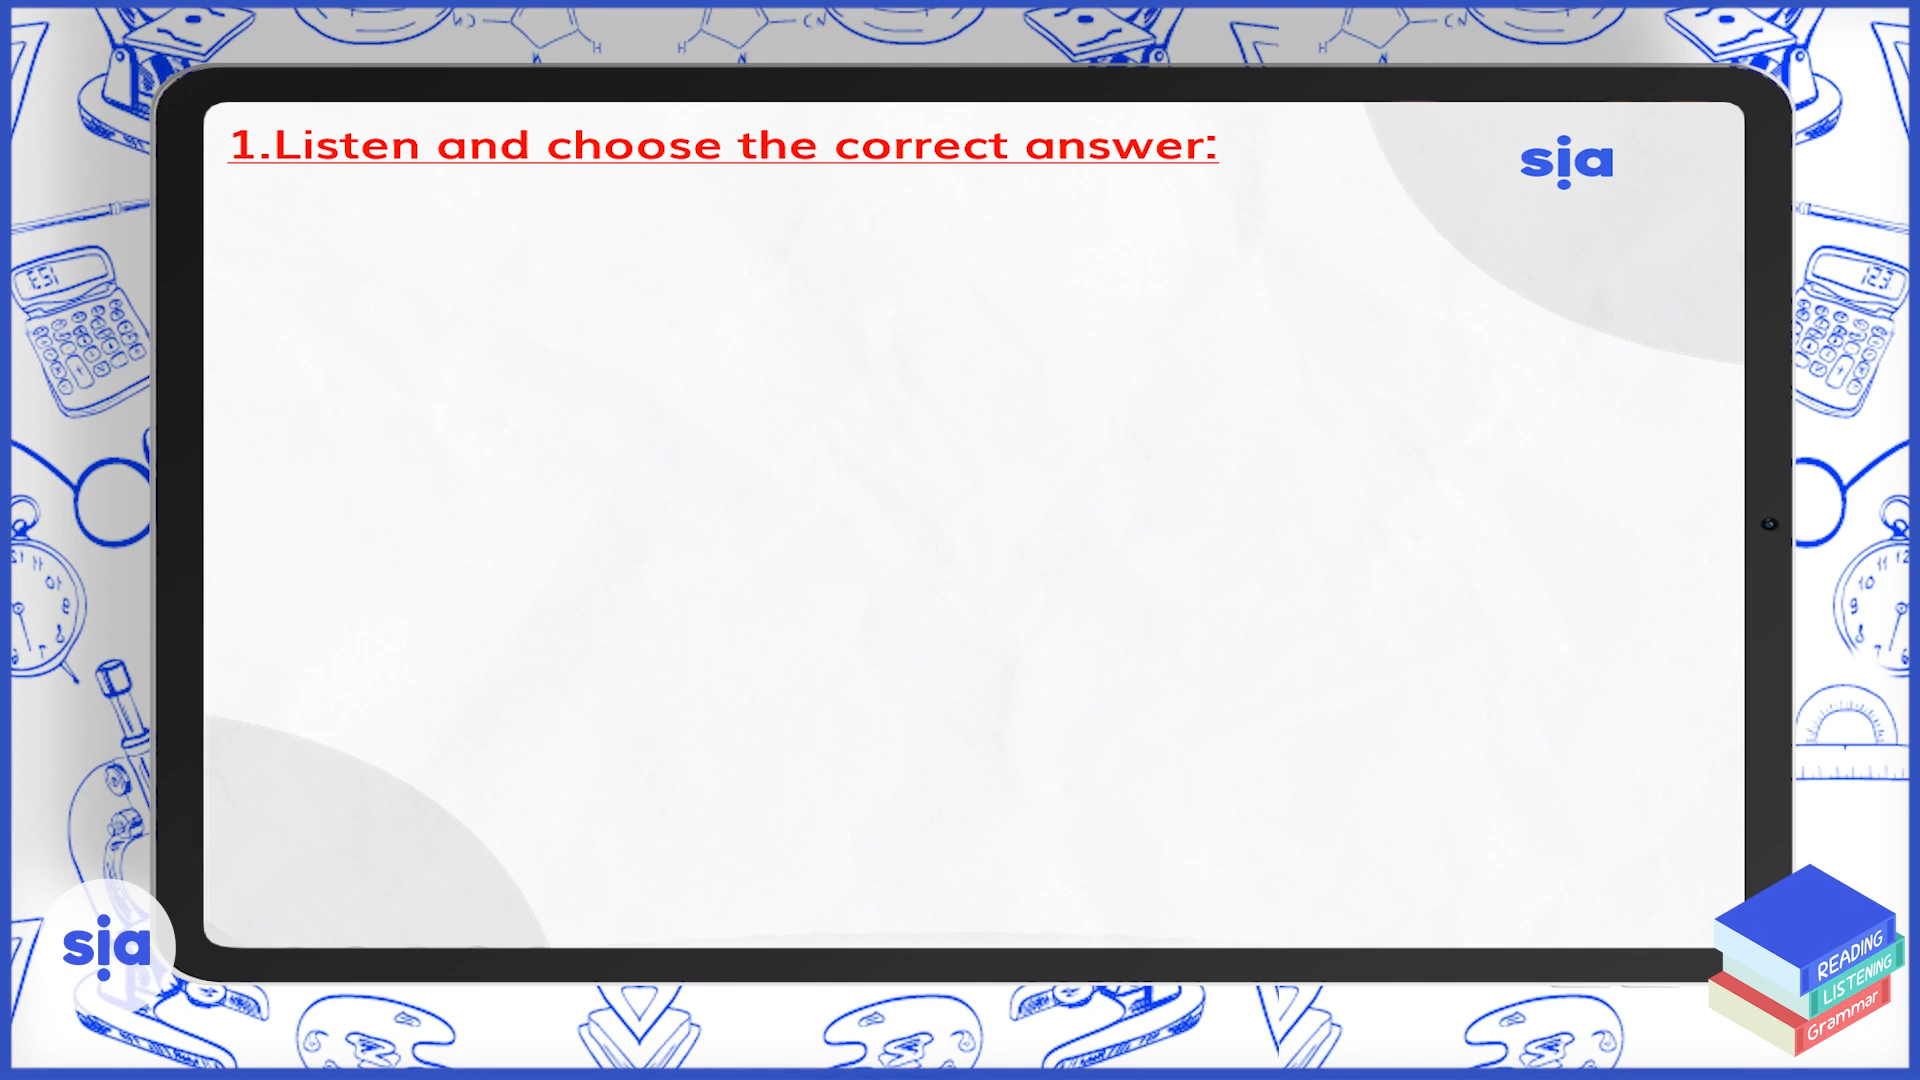 1.Listen and choose the correct answer:
sia
sia
READING
LISTENING
Grammar